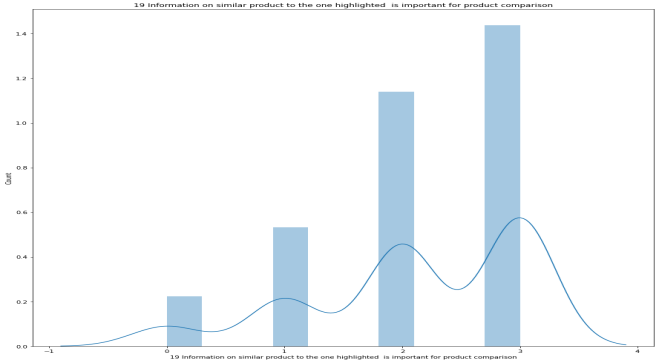 19 Information on similar product to the one highlighted  is important for product comparison
1.4
1.2
1.0
0.8
0.6
0.4
0.2
0.0
Count
−1 0 1 2 3 4
19 Information on similar product to the one highlighted  is important for product comparison